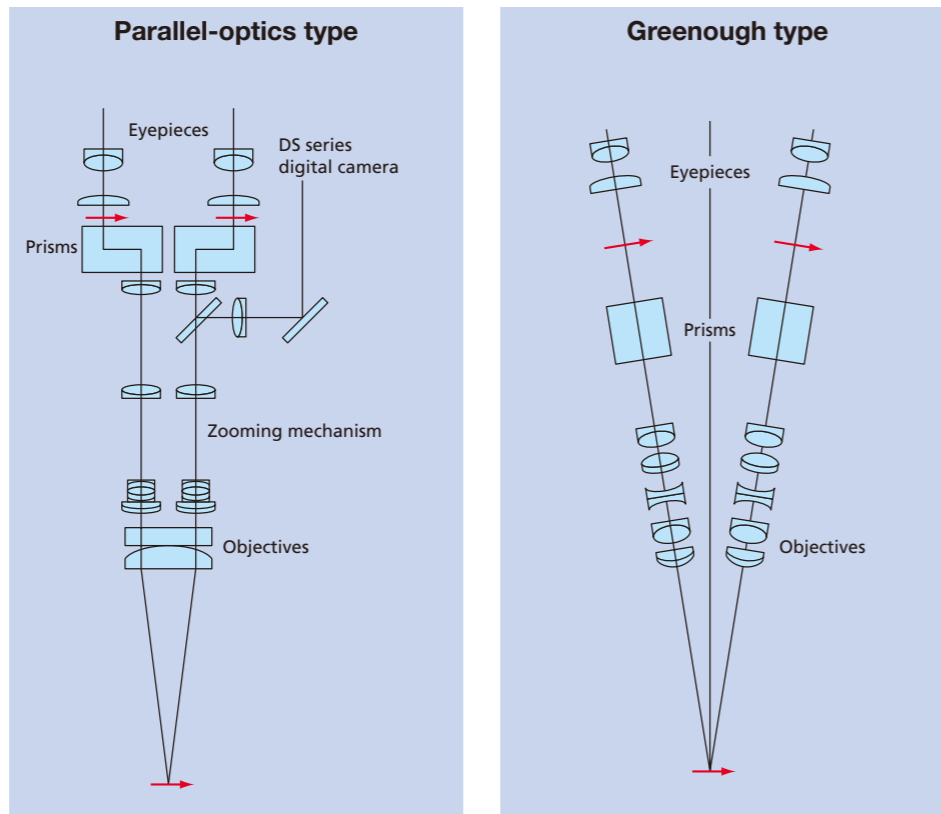 Parallel-optics type
Eyepieces
DS series
digital camera
Prisms
Zooming mechanism
Objectives
Greenough type
Eyepieces
Prisms
Objectives